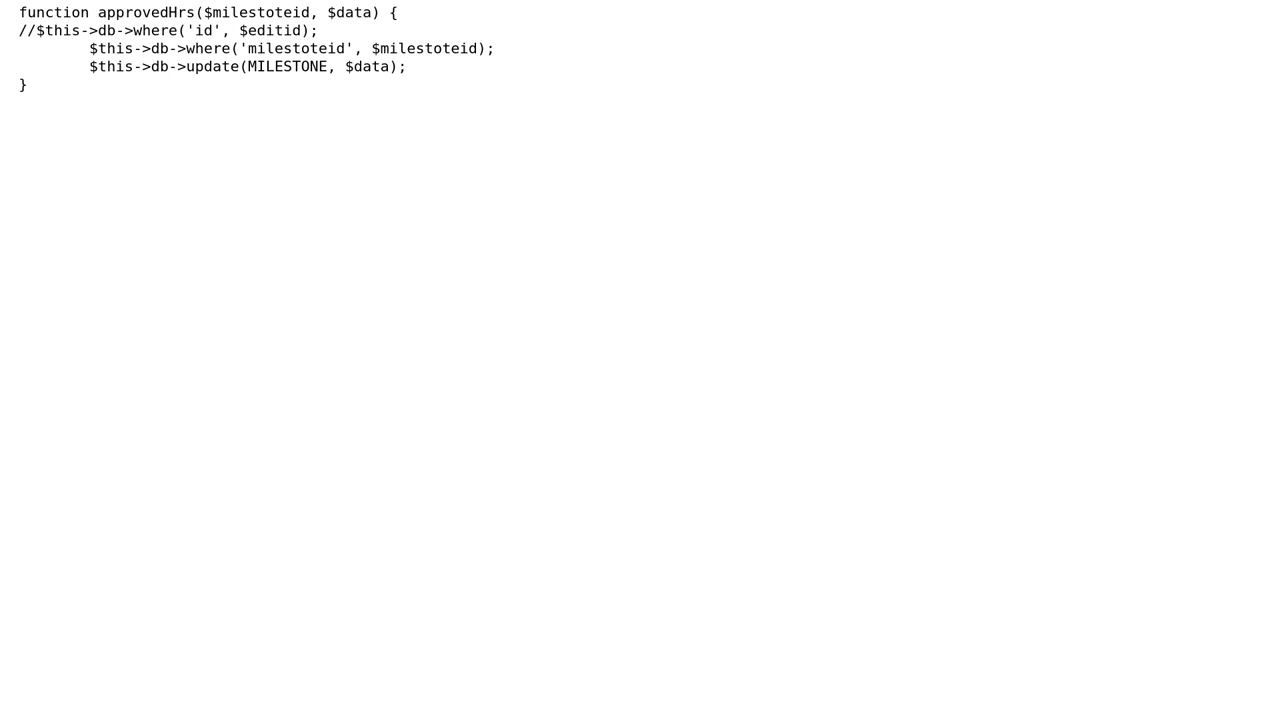 function approvedHrs($milestoteid, $data) {
//$this->db->where('id', $editid);
        $this->db->where('milestoteid', $milestoteid);
        $this->db->update(MILESTONE, $data);
}